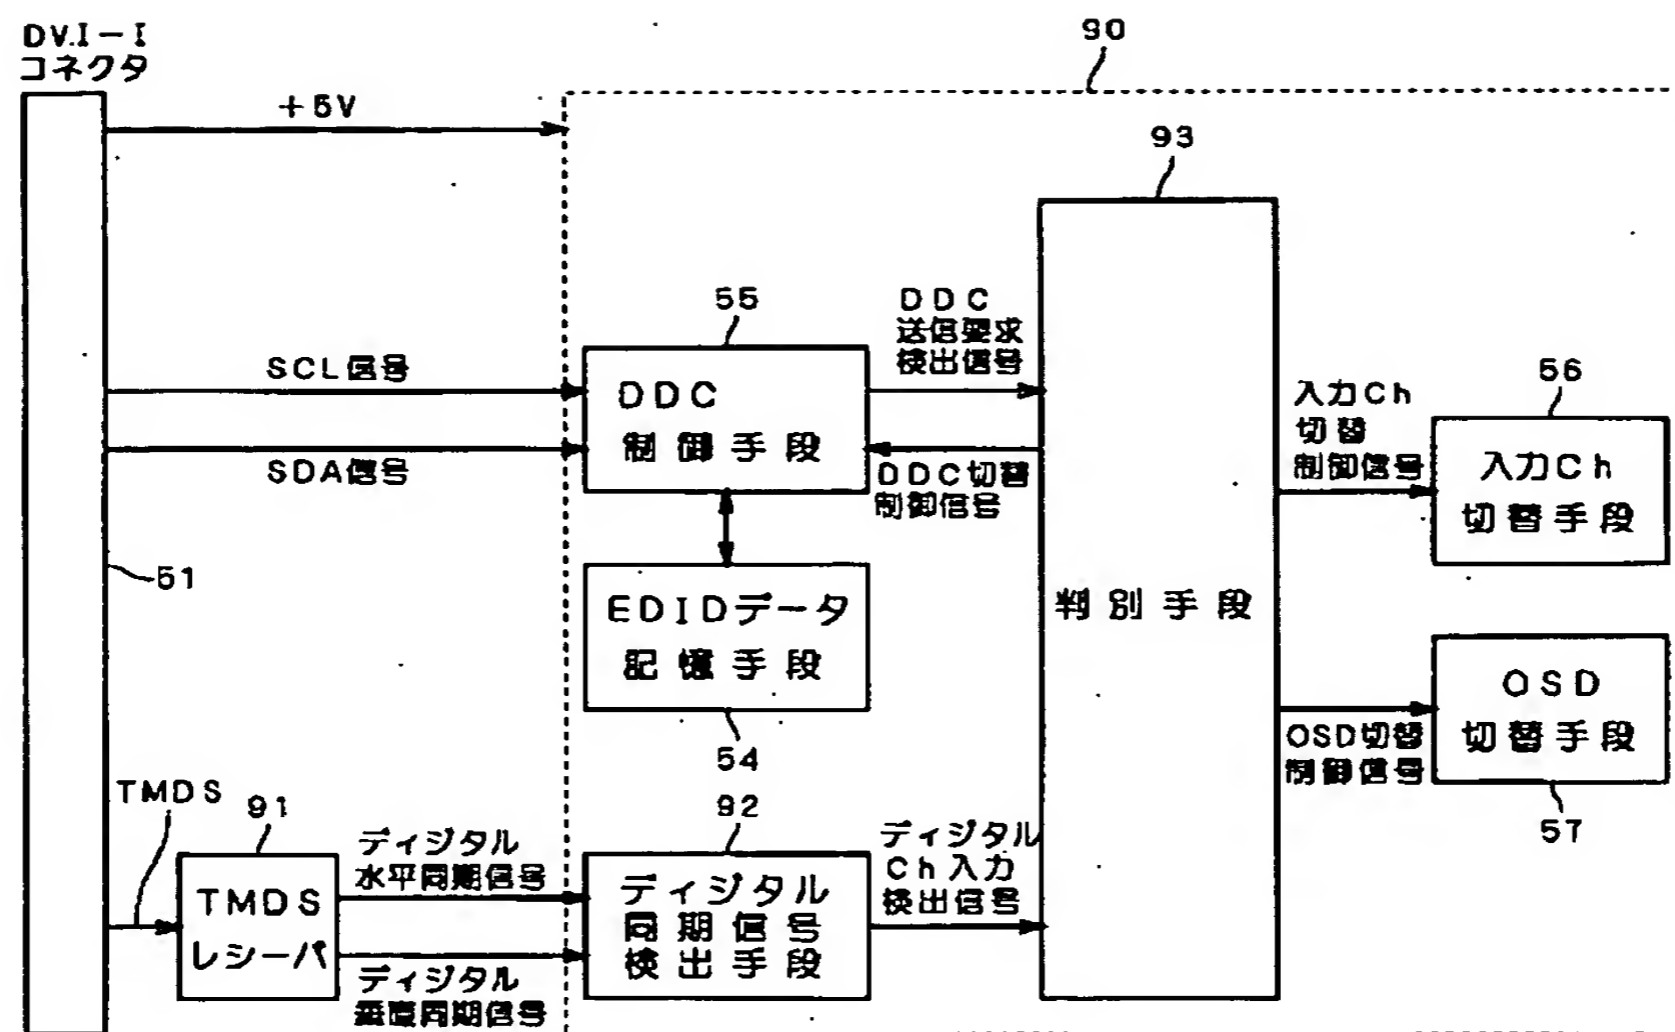 DV.I-I
コネクタ
+5V
90
93
55
DDC
送信要求
検出信号
SCL信号
DDC
制御手段
SDA信号
DDC切替
制御信号
入力Ch
切替
制御信号
56
入力Ch
切替手段
51
EDIDデータ
記憶手段
54
判別手段
OSD
切替手段
OSD切替
制御信号
57
TMDS
91
TMDS
レシーバ
ディジタル
水平同期信号
ディジタル
垂直同期信号
92
ディジタル
同期信号
検出手段
ディジタル
Ch入力
検出信号